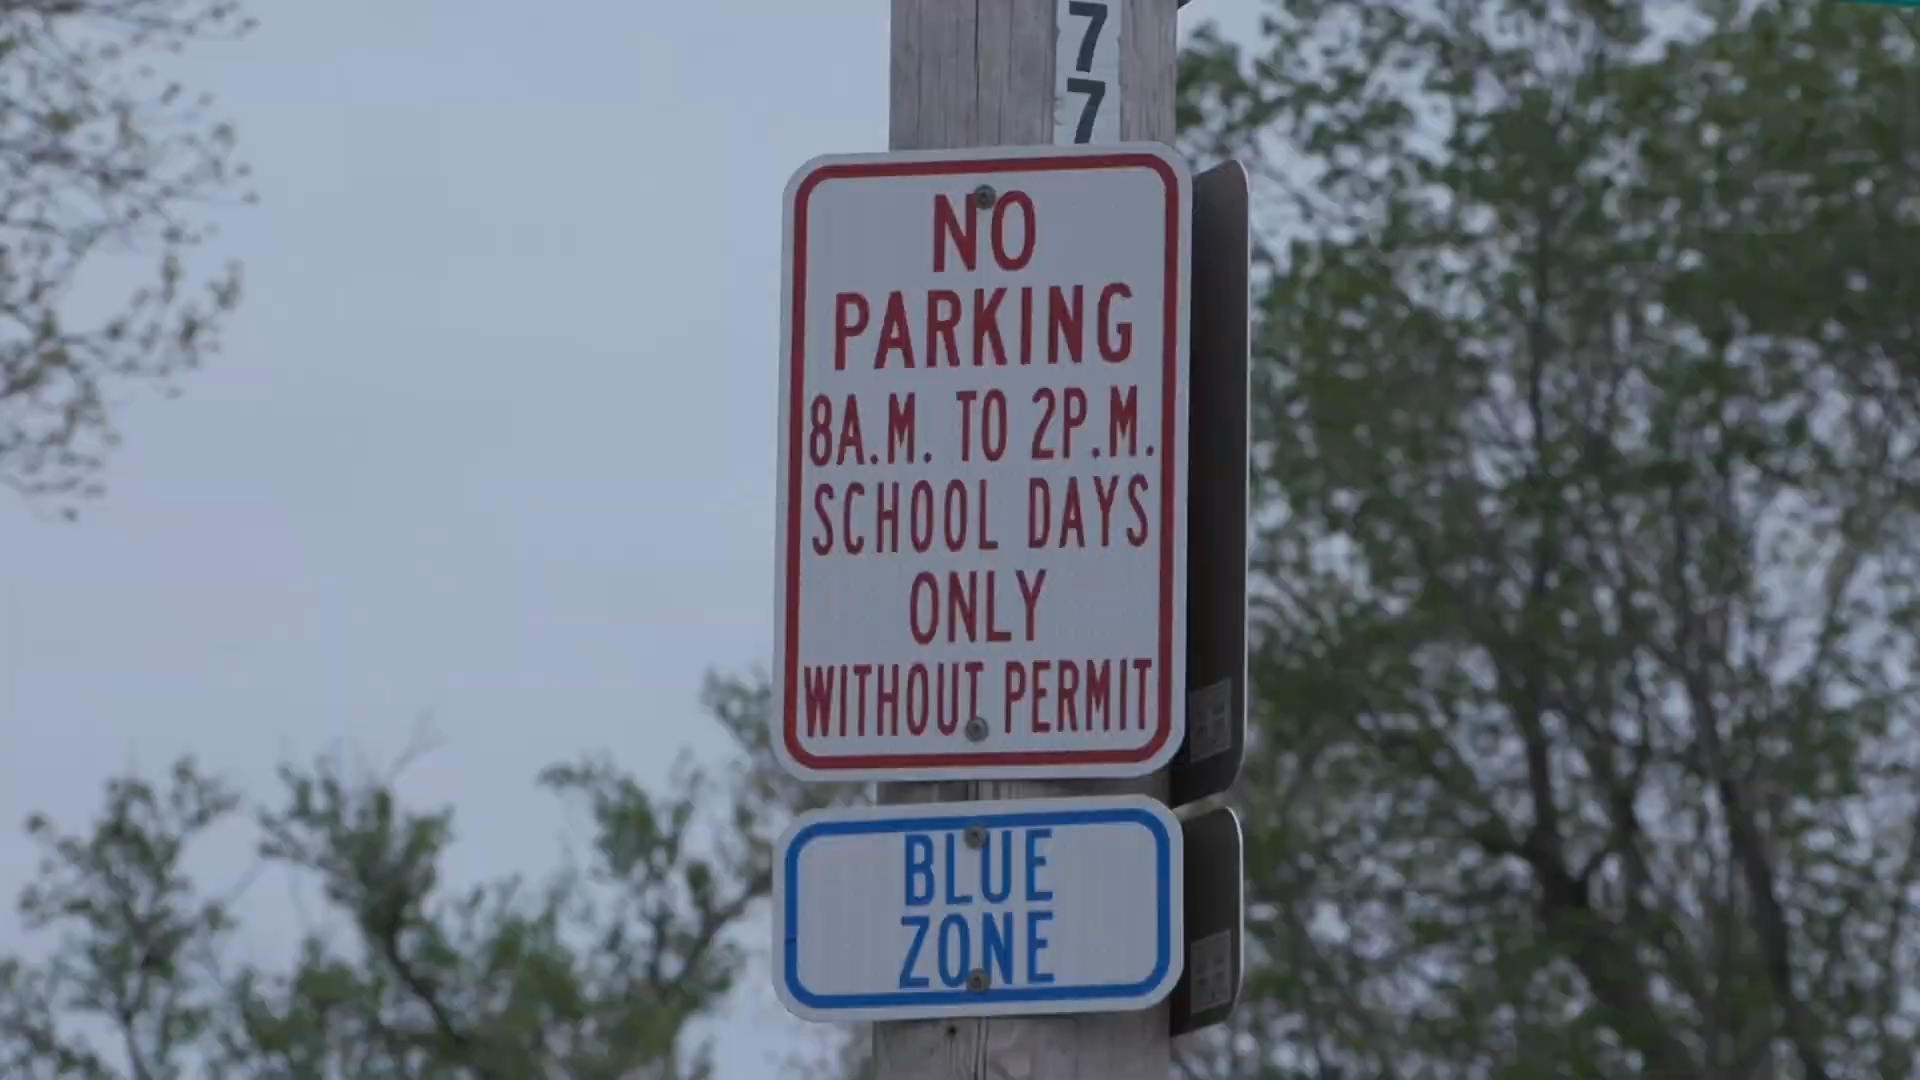 7
7
NO
PARKING
8A.M. TO 2P.M.
SCHOOL DAYS
ONLY
WITHOUT PERMIT
BLUE
ZONE